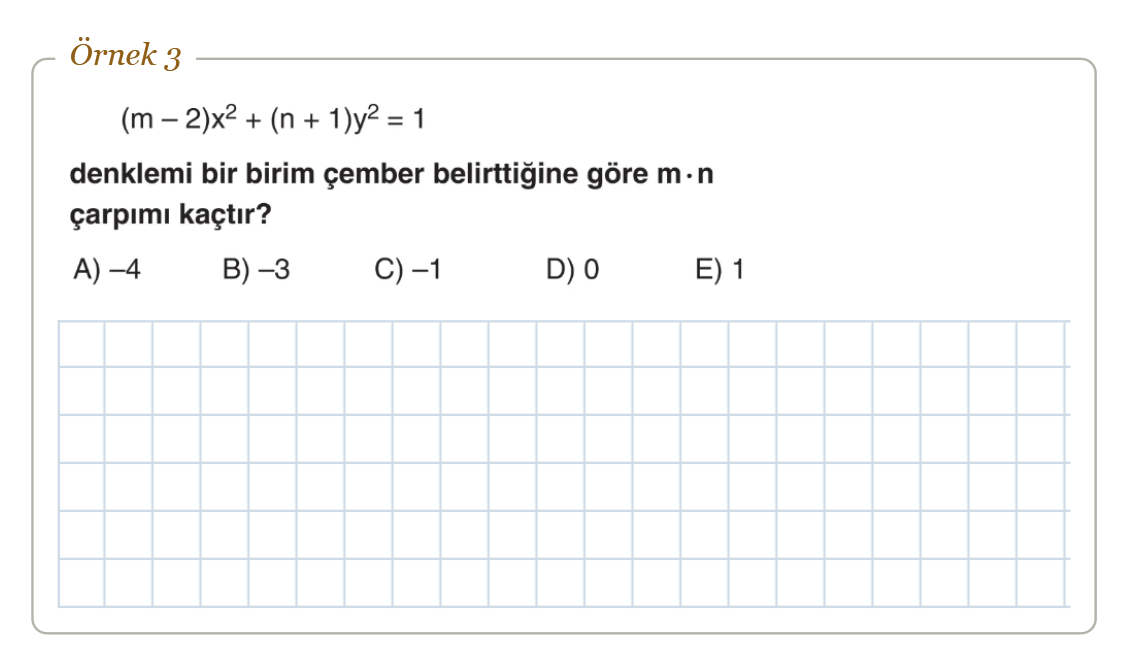 Örnek 3
(m – 2)x² + (n + 1)y² = 1
denklemi bir birim çember belirttiğine göre m · n
çarpımı kaçtır?
A) –4 B) –3 C) –1 D) 0 E) 1